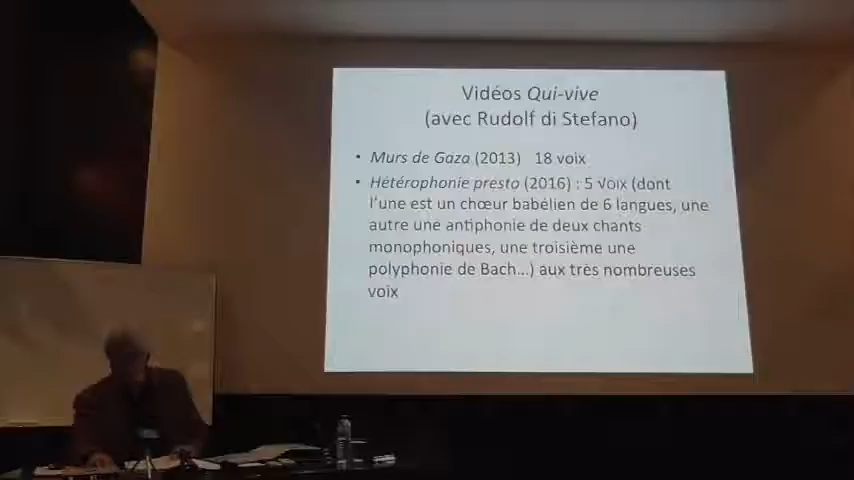 Vidéos Qui-vive
(avec Rudolf di Stefano)
• Murs de Gaza (2013) 18 voix
• Hétérophonie presto (2016) : 5 voix (dont
l'une est un chœur babélien de 6 langues, une
autre une antiphonie de deux chants
monophoniques, une troisième une
polyphonie de Bach...) aux très nombreuses
voix